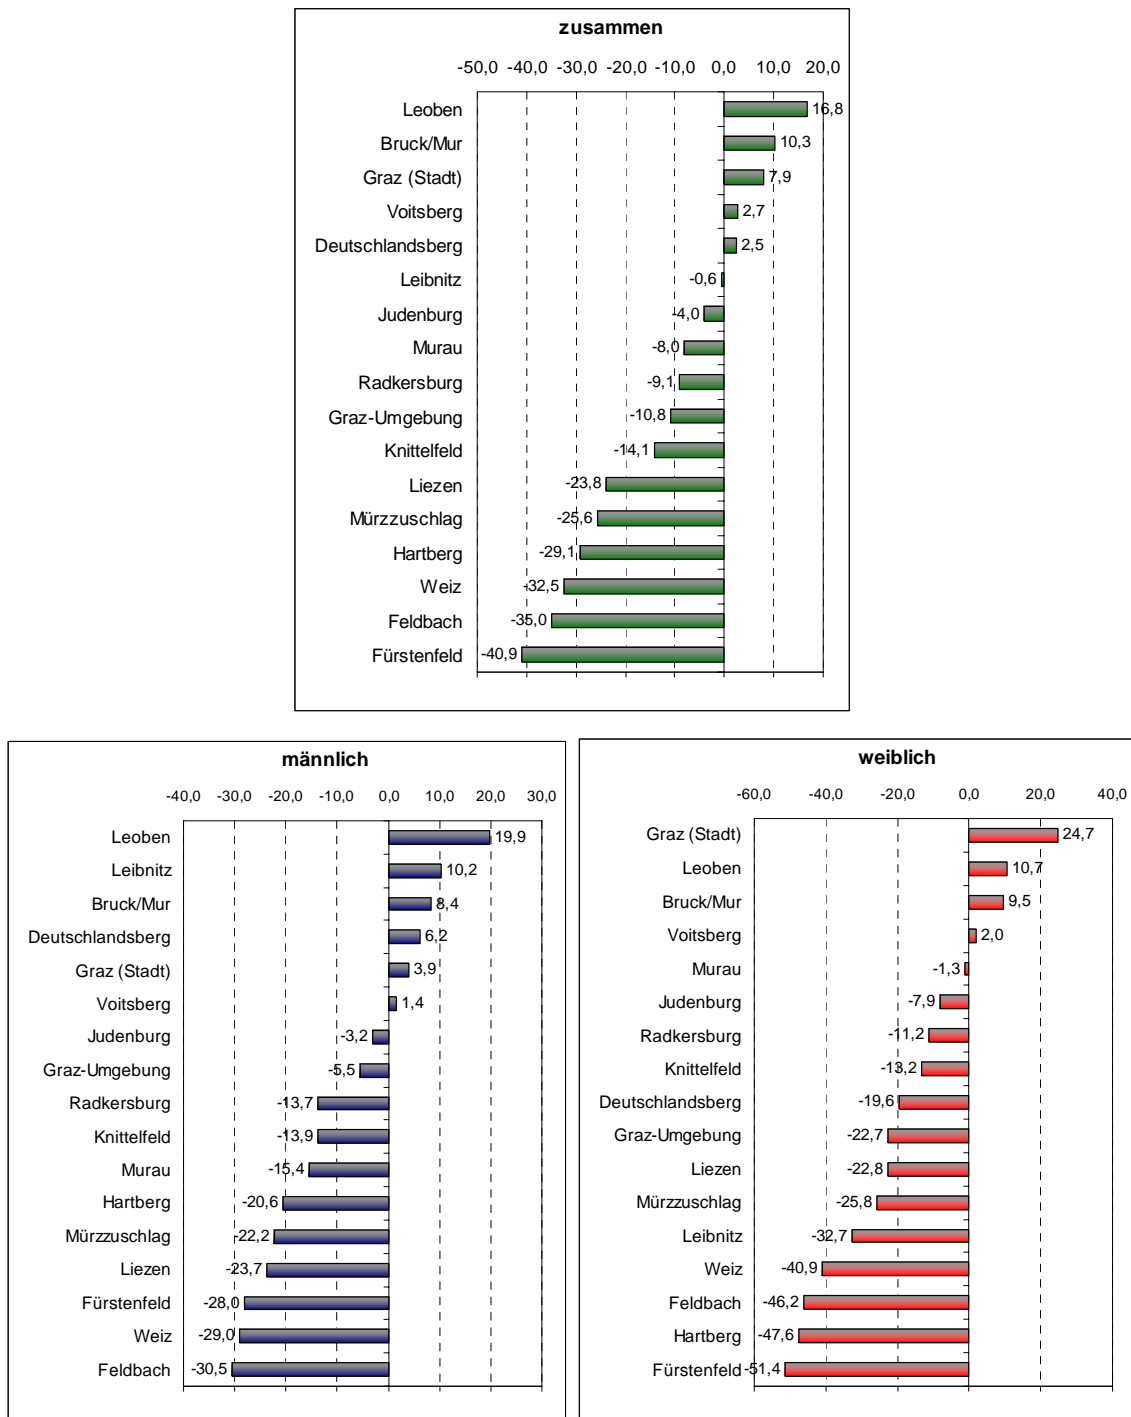 zusammen
-50,0 -40,0 -30,0 -20,0 -10,0 0,0 10,0 20,0
Leoben 16,8
Bruck/Mur 10,3
Graz (Stadt) 7,9
Voitsberg 2,7
Deutschlandsberg 2,5
Leibnitz -0,6
Judenburg -4,0
Murau -8,0
Radkersburg -9,1
Graz-Umgebung -10,8
Knittelfeld -14,1
Liezen -23,8
Mürzzuschlag -25,6
Hartberg -29,1
Weiz -32,5
Feldbach -35,0
Fürstenfeld -40,9
männlich
-40,0 -30,0 -20,0 -10,0 0,0 10,0 20,0 30,0
Leoben 19,9
Leibnitz 10,2
Bruck/Mur 8,4
Deutschlandsberg 6,2
Graz (Stadt) 3,9
Voitsberg 1,4
Judenburg -3,2
Graz-Umgebung -5,5
Radkersburg -13,7
Knittelfeld -13,9
Murau -15,4
Hartberg -20,6
Mürzzuschlag -22,2
Liezen -23,7
Fürstenfeld -28,0
Weiz -29,0
Feldbach -30,5
weiblich
-60,0 -40,0 -20,0 0,0 20,0 40,0
Graz (Stadt) 24,7
Leoben 10,7
Bruck/Mur 9,5
Voitsberg 2,0
Murau -1,3
Judenburg -7,9
Radkersburg -11,2
Knittelfeld -13,2
Deutschlandsberg -19,6
Graz-Umgebung -22,7
Liezen -22,8
Mürzzuschlag -25,8
Leibnitz -32,7
Weiz -40,9
Feldbach -46,2
Hartberg -47,6
Fürstenfeld -51,4